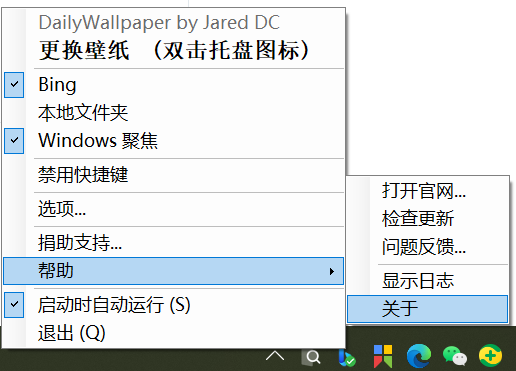 DailyWallpaper by Jared DC
更换壁纸 （双击托盘图标）
Bing
本地文件夹
Windows 聚焦
禁用快捷键
选项...
捐助支持...
帮助
启动时自动运行 (S)
退出 (Q)
打开官网...
检查更新
问题反馈...
显示日志
关于